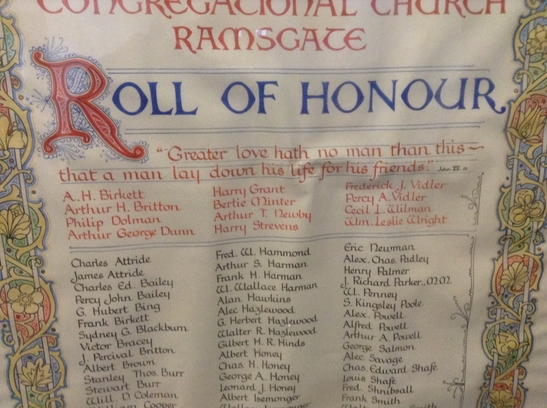 CONGREGATIONAL CHURCH
RAMSGATE
ROLL OF HONOUR
"Greater love hath no man than this~
that a man lay down his life for his friends."
A. H. Birkett
Arthur H. Britton
Philip Dolman
Arthur George Dunn
Harry Grant
Bertie Minter
Arthur T. Newby
Harry Strevens
Frederick J. Vidler
Percy A. Vidler
Cecil L. Wilman
Wm. Leslie Wright
Charles Attride
James Attride
Charles Ed. Bailey
Percy John Bailey
G. Hubert Bing
Frank Birkett
Sydney G. Blackburn
Victor Bracey
J. Percival Britton
Albert Brown
Stanley Thos. Burr
Stewart Burr
Will. D. Coleman
William Cooper
Fred. W. Hammond
Arthur S. Harman
Frank H. Harman
W. Wallace Harman
Alan Hawkins
Alec Hazlewood
G. Herbert Hazlewood
Walter R. Hazlewood
Gilbert H. R. Hinds
Albert Honey
Chas. H. Honey
George A. Honey
Leonard J. Honey
Albert Isemonger
Eric Newman
Alex. Chas. Padley
Henry Palmer
J. Richard Parker, M.M.
W. Penney
S. Kingsley Poole
Alex. Powell
Alfred Powell
Arthur A. Powell
George Salmon
Alec Savage
Chas. Edward Shafe
Louis Shafe
Fred. Shniball
Frank Smith